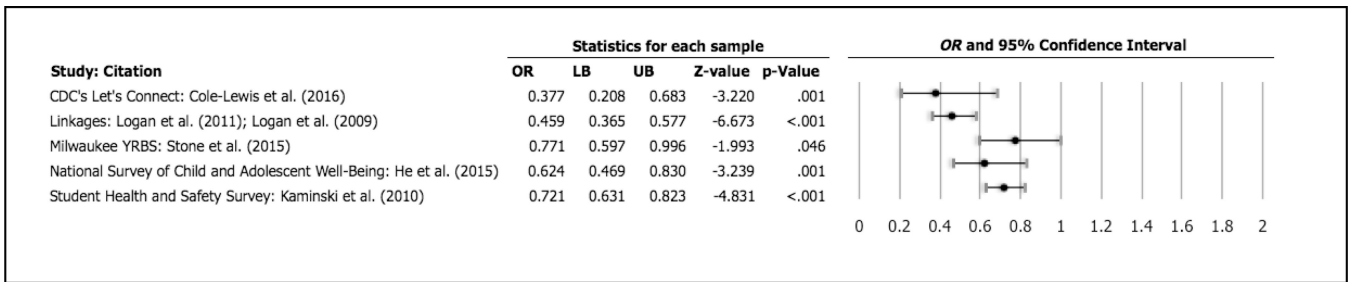 Statistics for each sample OR and 95% Confidence Interval
Study: Citation OR LB UB Z-value p-Value
CDC's Let's Connect: Cole-Lewis et al. (2016) 0.377 0.208 0.683 -3.220 .001
Linkages: Logan et al. (2011); Logan et al. (2009) 0.459 0.365 0.577 -6.673 <.001
Milwaukee YRBS: Stone et al. (2015) 0.771 0.597 0.996 -1.993 .046
National Survey of Child and Adolescent Well-Being: He et al. (2015) 0.624 0.469 0.830 -3.239 .001
Student Health and Safety Survey: Kaminski et al. (2010) 0.721 0.631 0.823 -4.831 <.001
0 0.2 0.4 0.6 0.8 1 1.2 1.4 1.6 1.8 2